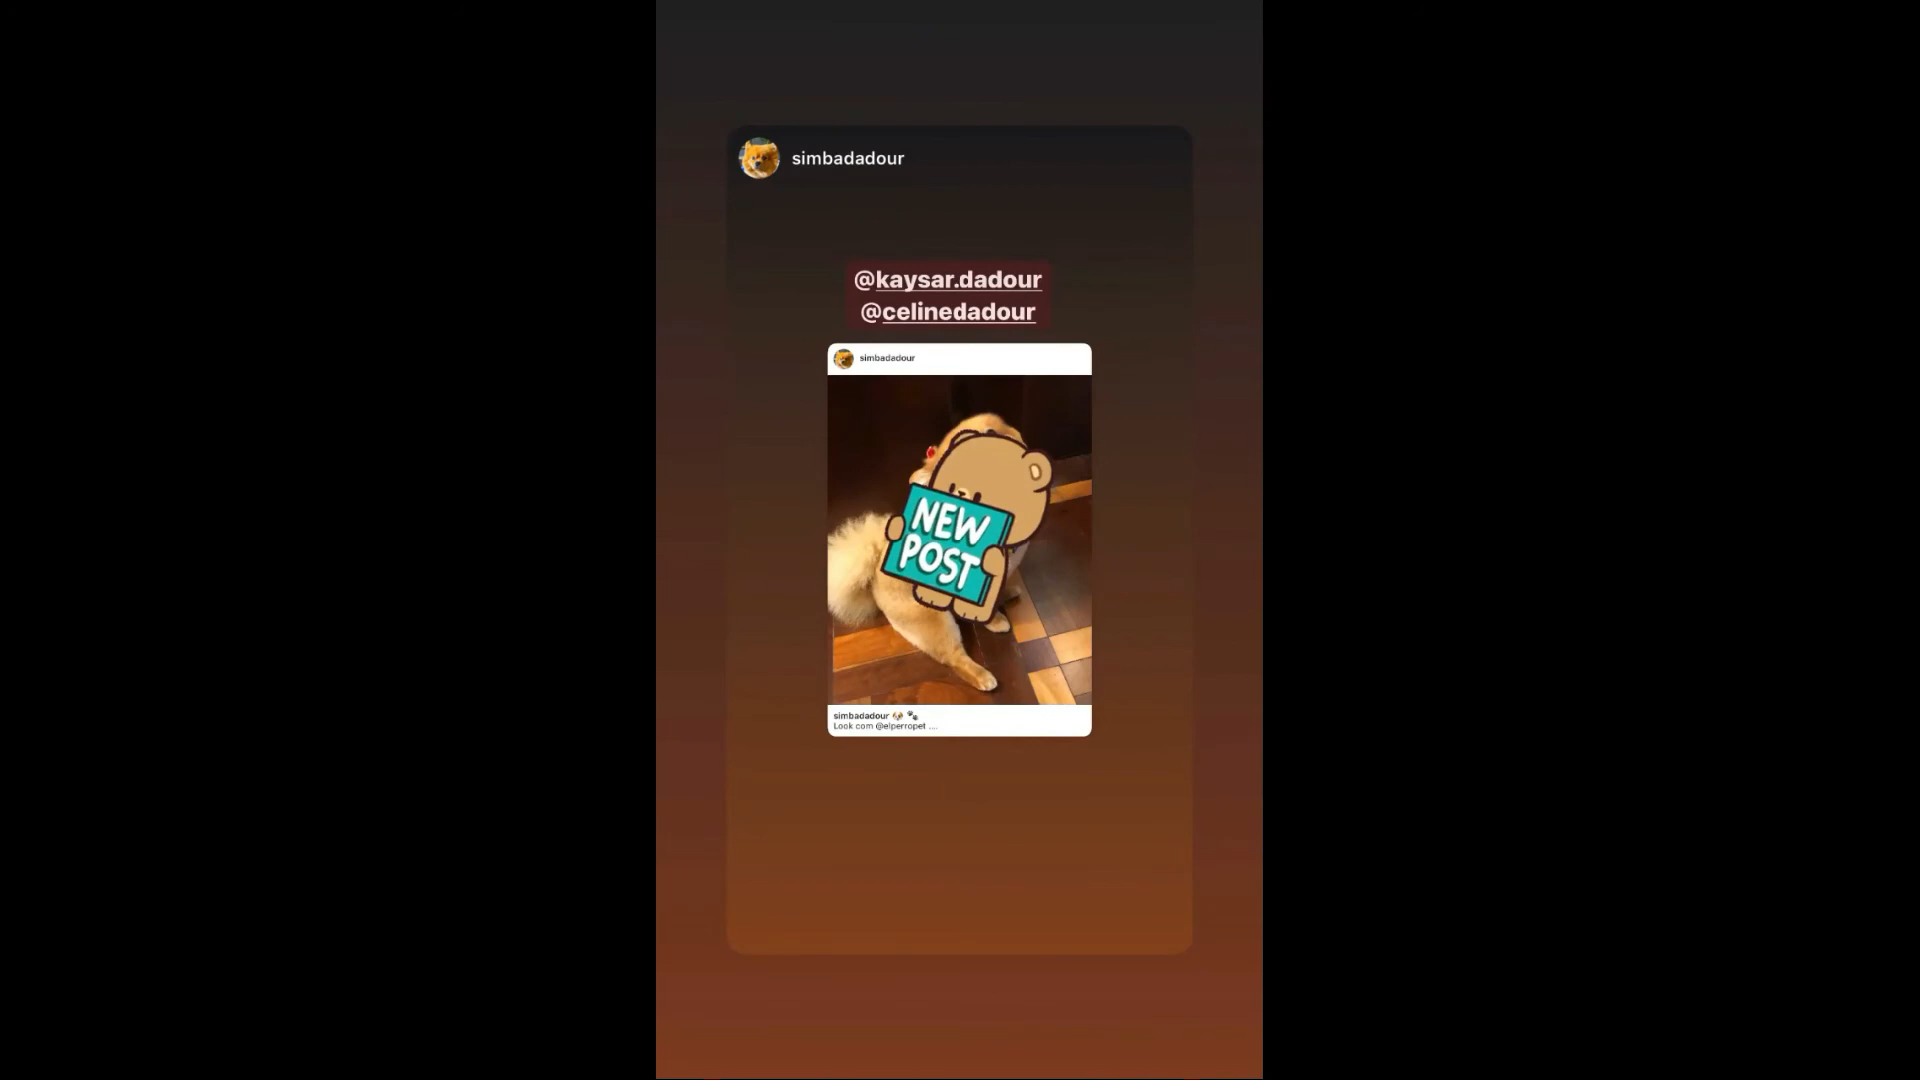 simbadadour
@kaysar.dadour
@celinedadour
simbadadour
NEW
POST
simbadadour 🐶 🐾
Look com @elperropet ....